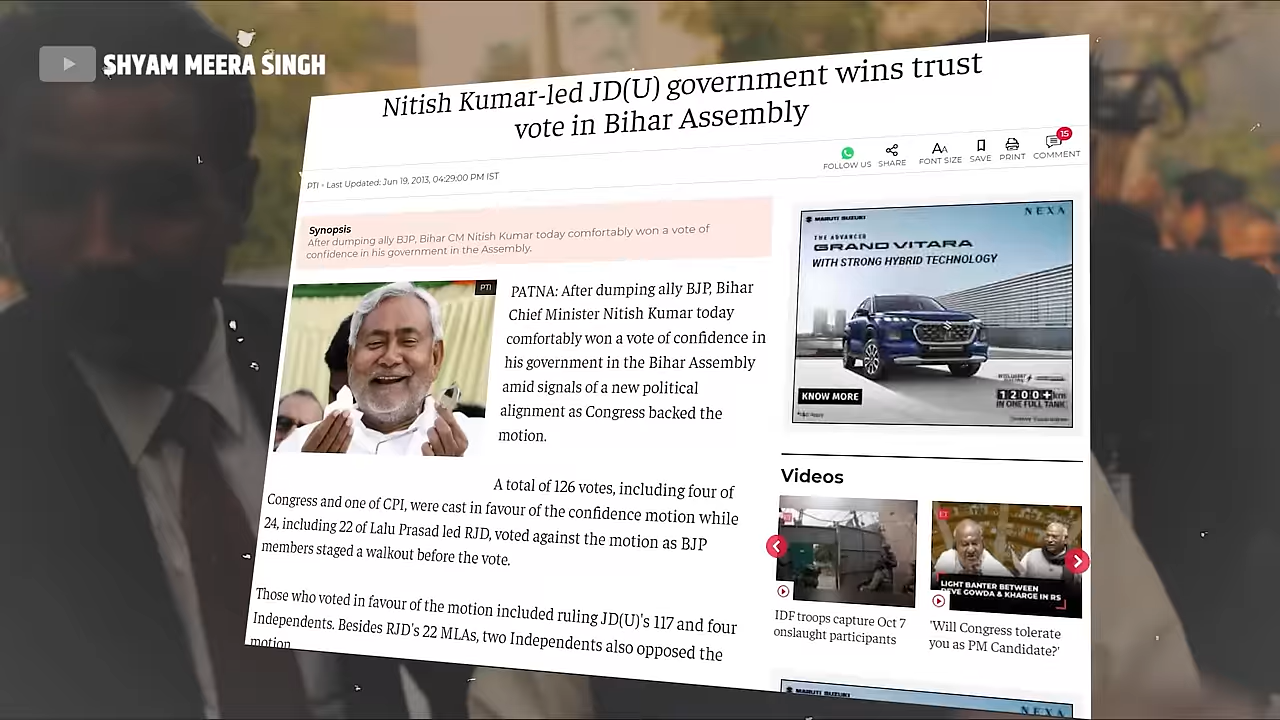 SHYAM MEERA SINGH
Nitish Kumar-led JD(U) government wins trust
vote in Bihar Assembly
15
FOLLOW US SHARE FONT SIZE SAVE PRINT COMMENT
PTI • Last Updated: Jun 19, 2013, 04:29:00 PM IST
Synopsis
After dumping ally BJP, Bihar CM Nitish Kumar today comfortably won a vote of
confidence in his government in the Assembly.
PTI
PATNA: After dumping ally BJP, Bihar
Chief Minister Nitish Kumar today
comfortably won a vote of confidence in
his government in the Bihar Assembly
amid signals of a new political
alignment as Congress backed the
motion.
A total of 126 votes, including four of
Congress and one of CPI, were cast in favour of the confidence motion while
24, including 22 of Lalu Prasad led RJD, voted against the motion as BJP
members staged a walkout before the vote.
Those who voted in favour of the motion included ruling JD(U)'s 117 and four
Independents. Besides RJD's 22 MLAs, two Independents also opposed the
motion
MARUTI SUZUKI
NEXA
THE ADVANCED
GRAND VITARA
WITH STRONG HYBRID TECHNOLOGY
KNOW MORE
1200+km
IN ONE FULL TANK
Videos
ET
LIGHT BANTER BETWEEN
DEVE GOWDA & KHARGE IN RS
IDF troops capture Oct 7
onslaught participants
'Will Congress tolerate
you as PM Candidate?'
MARUTI SUZUKI
NEXA